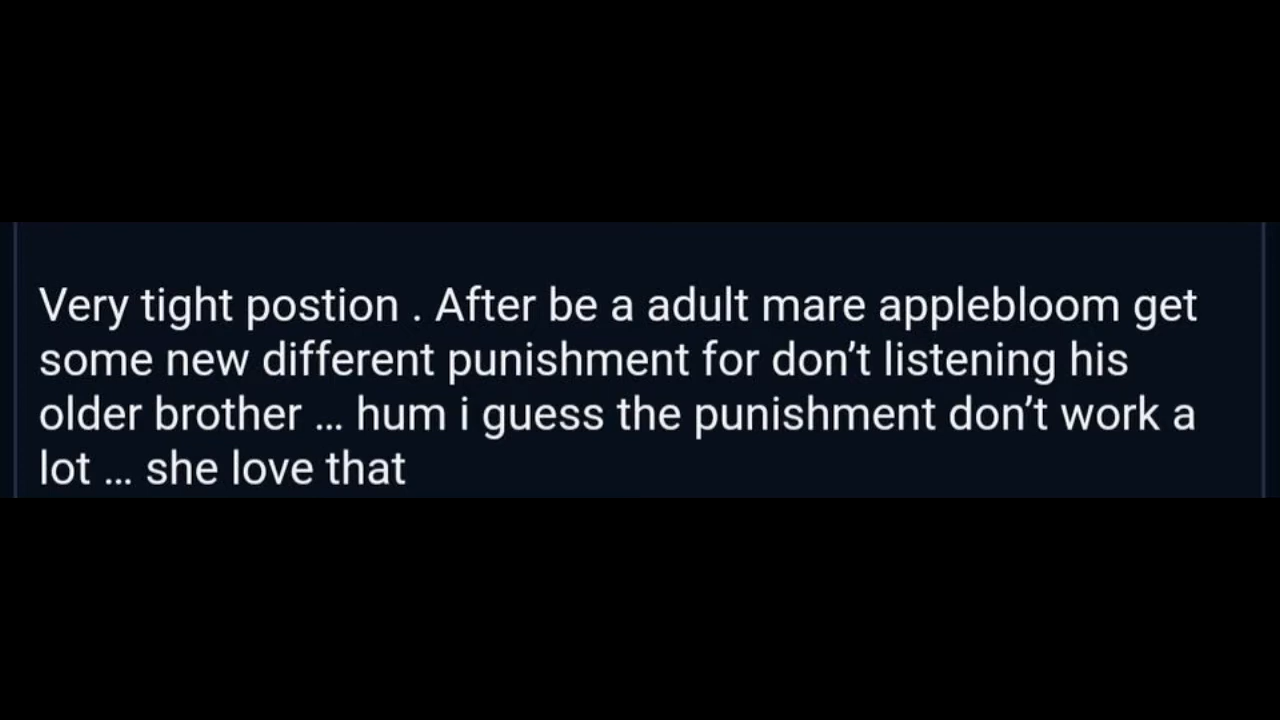 Very tight postion . After be a adult mare applebloom get
some new different punishment for don’t listening his
older brother ... hum i guess the punishment don’t work a
lot ... she love that